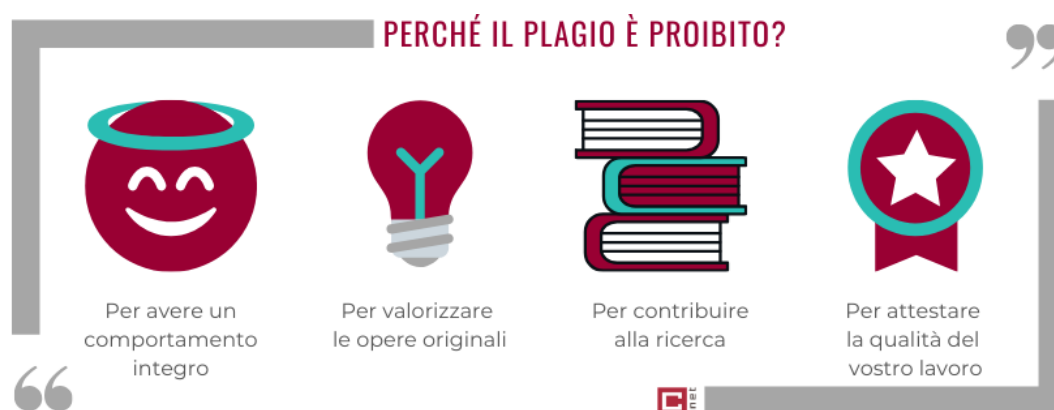 PERCHÉ IL PLAGIO È PROIBITO?
Per avere un
comportamento
integro
Per valorizzare
le opere originali
Per contribuire
alla ricerca
Per attestare
la qualità del
vostro lavoro
net